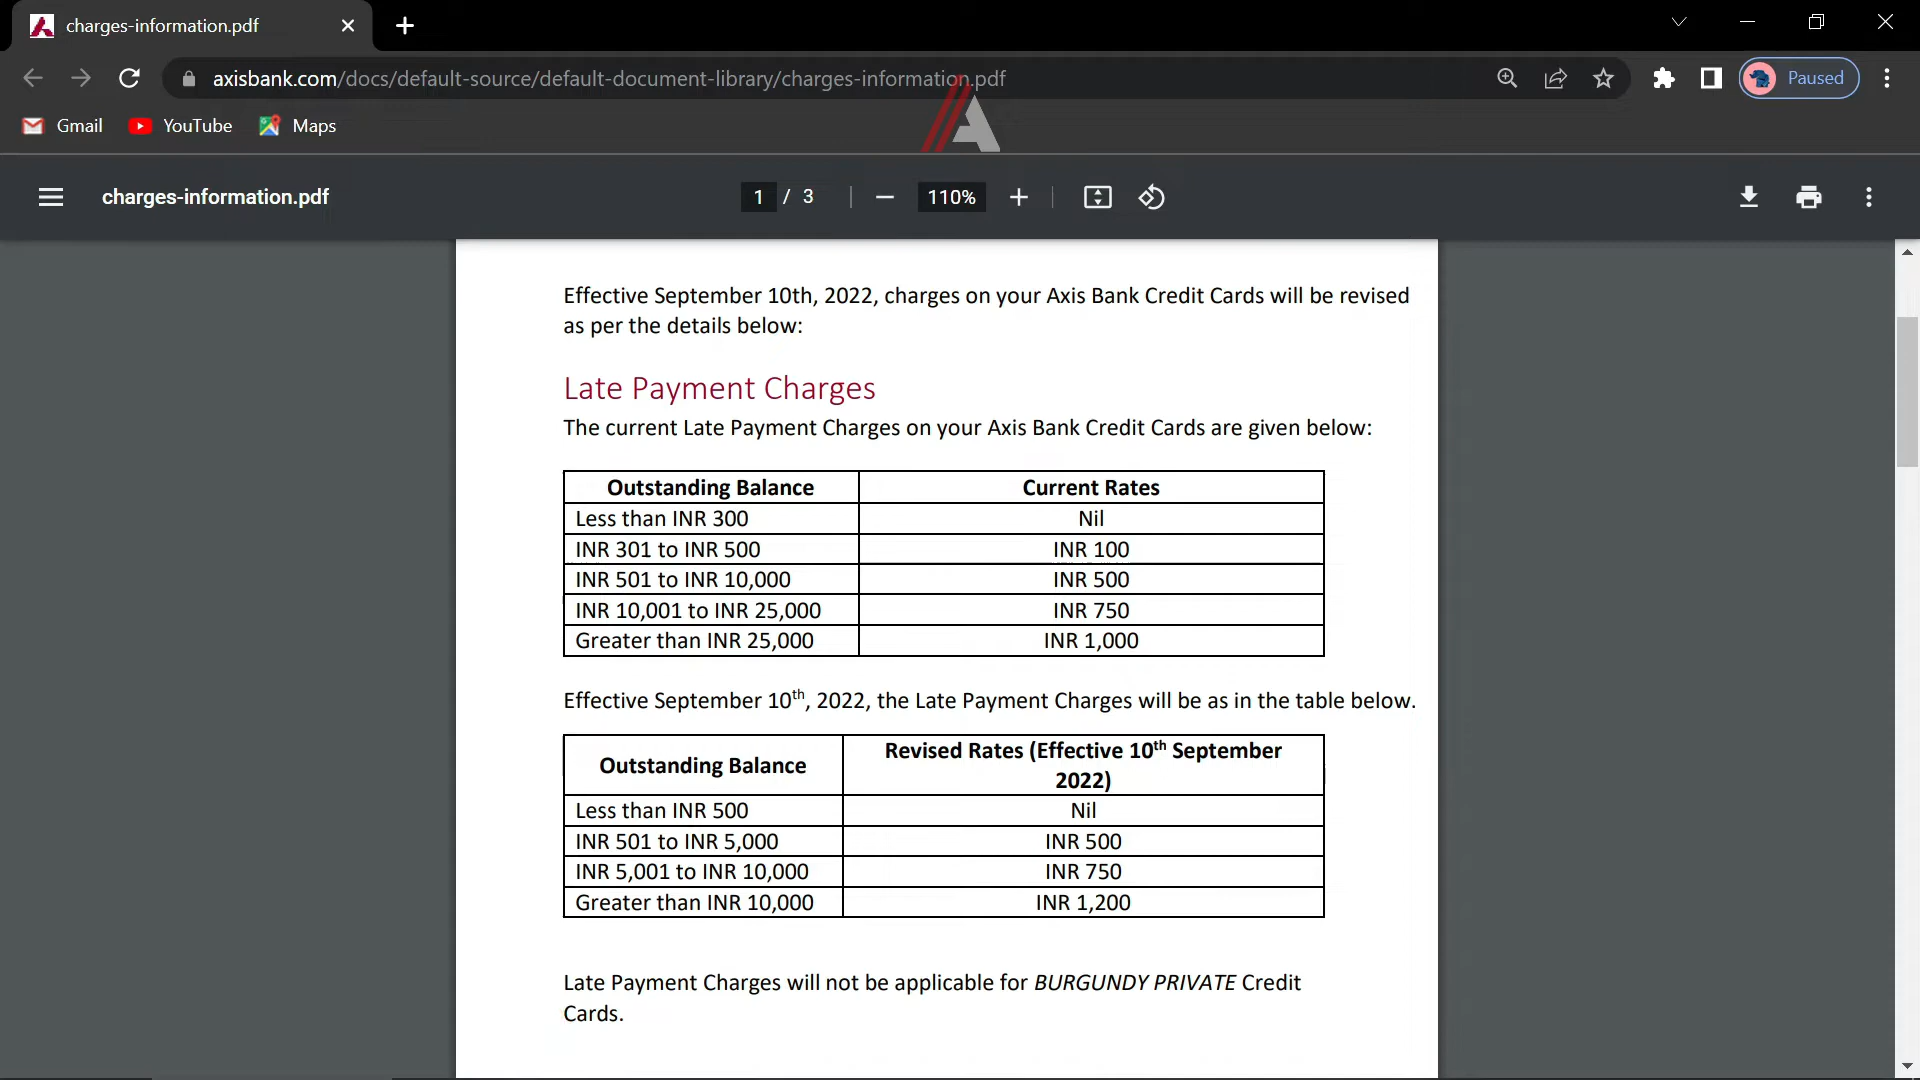 charges-information.pdf
axisbank.com/docs/default-source/default-document-library/charges-information.pdf
Paused
Gmail YouTube Maps
charges-information.pdf 1 / 3 110%
Effective September 10th, 2022, charges on your Axis Bank Credit Cards will be revised
as per the details below:
Late Payment Charges
The current Late Payment Charges on your Axis Bank Credit Cards are given below:
Outstanding Balance Current Rates
Less than INR 300 Nil
INR 301 to INR 500 INR 100
INR 501 to INR 10,000 INR 500
INR 10,001 to INR 25,000 INR 750
Greater than INR 25,000 INR 1,000
Effective September 10th, 2022, the Late Payment Charges will be as in the table below.
Outstanding Balance Revised Rates (Effective 10th September
2022)
Less than INR 500 Nil
INR 501 to INR 5,000 INR 500
INR 5,001 to INR 10,000 INR 750
Greater than INR 10,000 INR 1,200
Late Payment Charges will not be applicable for BURGUNDY PRIVATE Credit
Cards.